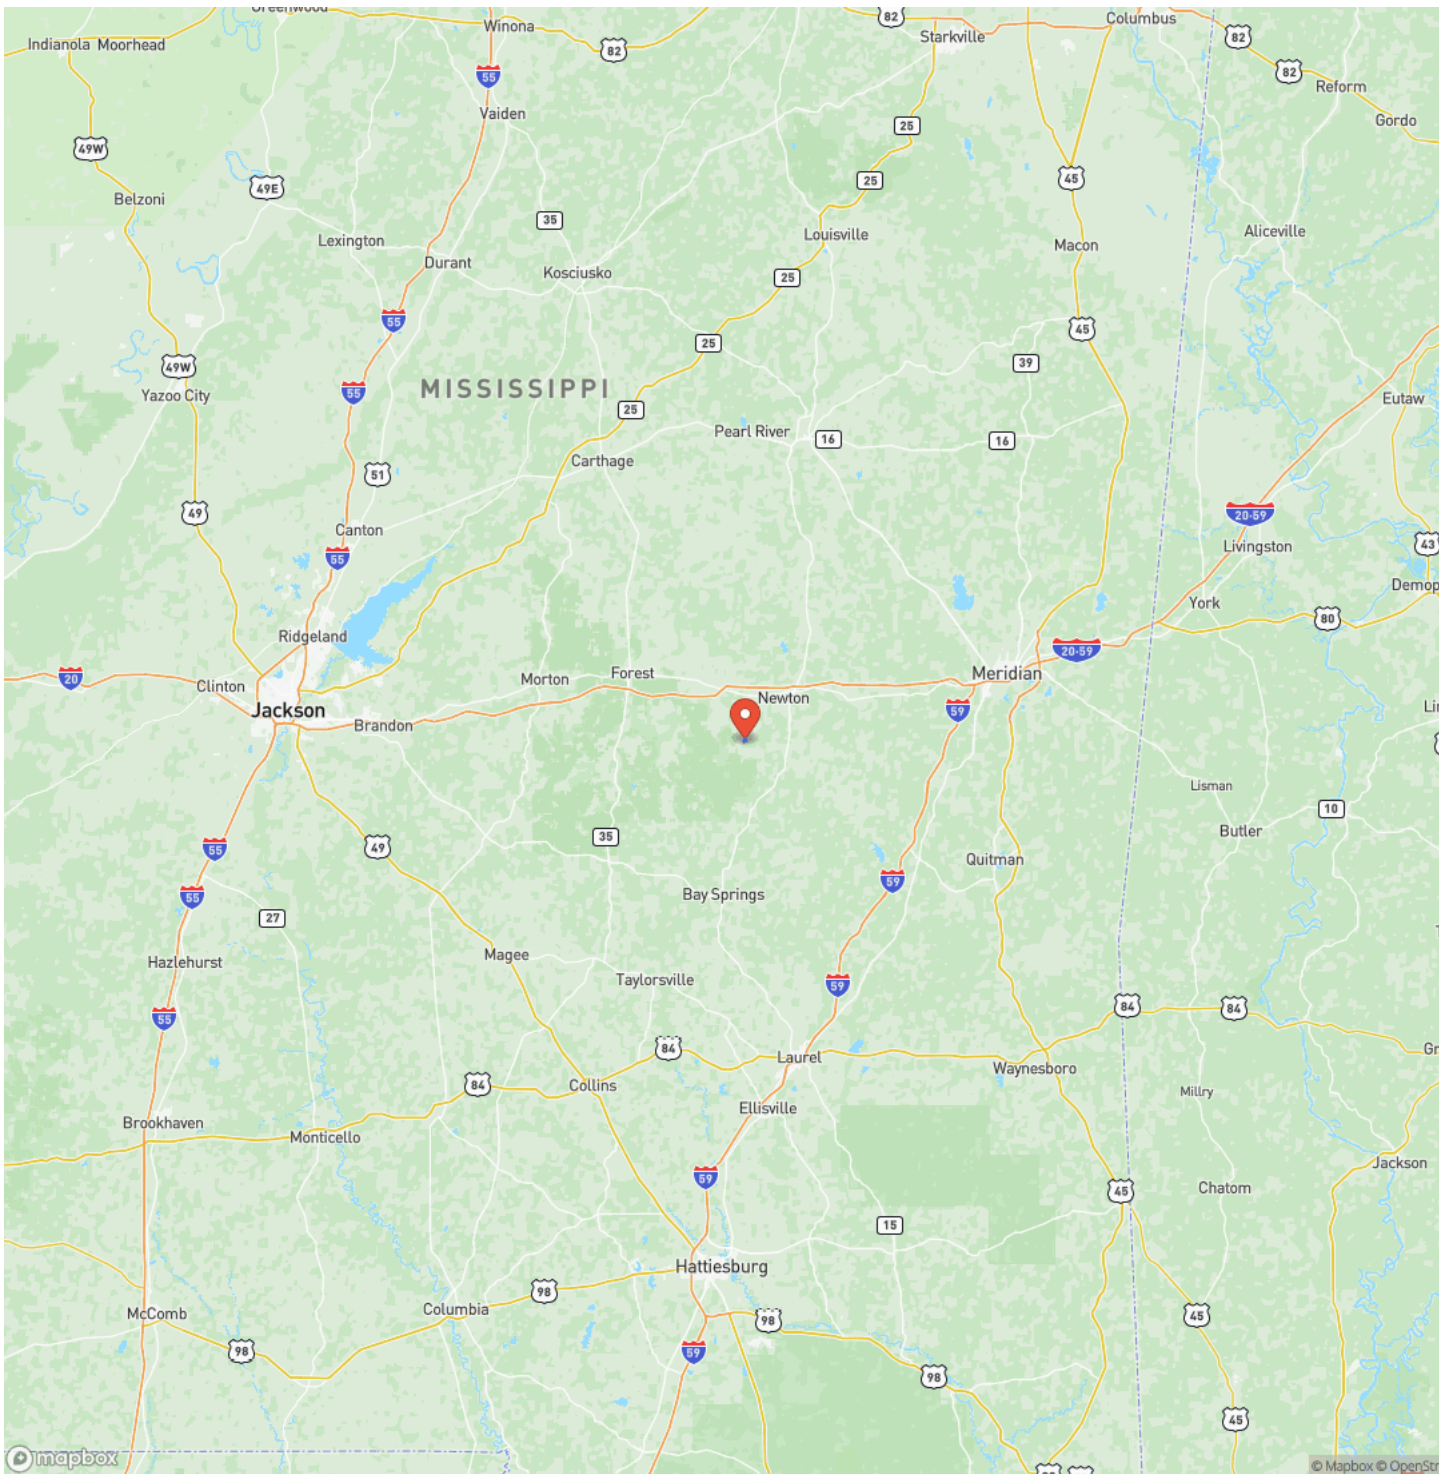 Greenwood
Winona
82
Starkville
Columbus
82
82
82
Indianola
Moorhead
55
Vaiden
Reform
Gordo
49W
25
Belzoni
49E
35
25
45
Lexington
Durant
Kosciusko
Louisville
25
Macon
Aliceville
55
25
45
49W
Yazoo City
55
MISSISSIPPI
25
39
Eutaw
Pearl River
16
16
Carthage
51
49
Canton
55
20-59
Livingston
43
Demop
York
80
Ridgeland
20
Clinton
Morton
Forest
20-59
Meridian
Newton
Jackson
Brandon
59
Lin
Lisman
10
Butler
55
49
35
Quitman
59
Bay Springs
55
27
Magee
Hazlehurst
Taylorsville
59
55
84
84
84
Laurel
Waynesboro
Gr
84
Collins
Millry
Ellisville
Brookhaven
Monticello
Jackson
59
45
Chatom
15
Hattiesburg
98
McComb
Columbia
98
45
98
59
98
45
98
mapbox
© Mapbox © OpenStr